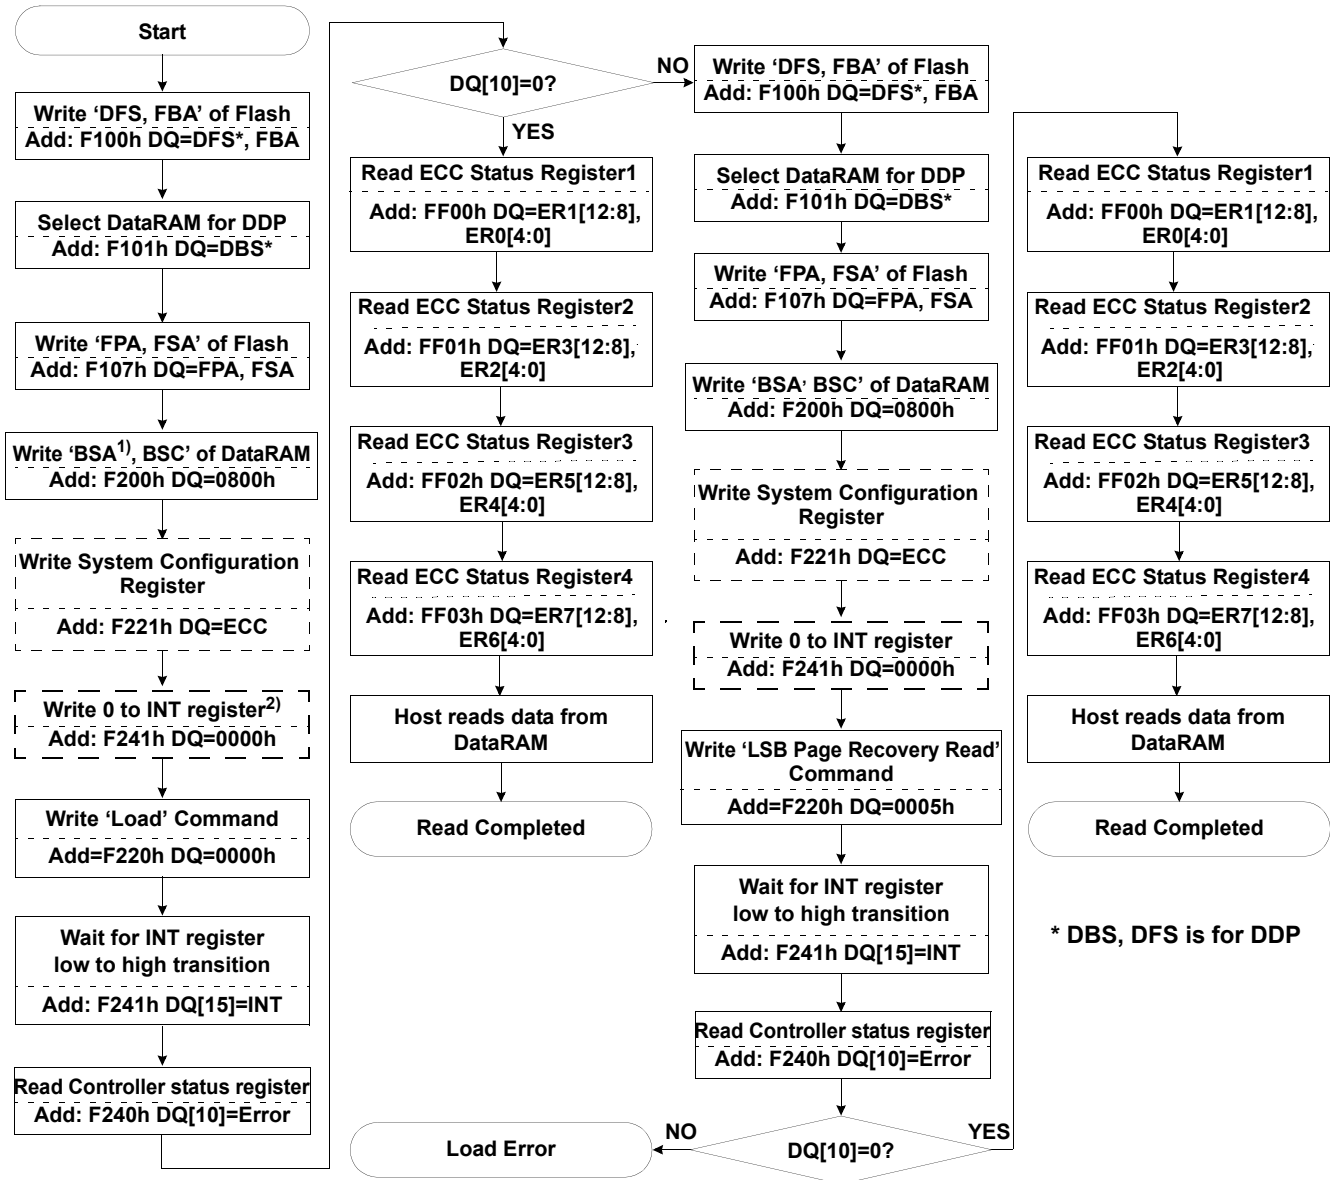 Start
Write ‘DFS, FBA’ of Flash
Add: F100h DQ=DFS*, FBA
Select DataRAM for DDP
Add: F101h DQ=DBS*
Write ‘FPA, FSA’ of Flash
Add: F107h DQ=FPA, FSA
Write ‘BSA1), BSC’ of DataRAM
Add: F200h DQ=0800h
Write System Configuration
Register
Add: F221h DQ=ECC
Write 0 to INT register2)
Add: F241h DQ=0000h
Write ‘Load’ Command
Add=F220h DQ=0000h
Wait for INT register
low to high transition
Add: F241h DQ[15]=INT
Read Controller status register
Add: F240h DQ[10]=Error
DQ[10]=0?
NO
YES
Read ECC Status Register1
Add: FF00h DQ=ER1[12:8],
ER0[4:0]
Read ECC Status Register2
Add: FF01h DQ=ER3[12:8],
ER2[4:0]
Read ECC Status Register3
Add: FF02h DQ=ER5[12:8],
ER4[4:0]
Read ECC Status Register4
Add: FF03h DQ=ER7[12:8],
ER6[4:0]
Host reads data from
DataRAM
Read Completed
Write ‘DFS, FBA’ of Flash
Add: F100h DQ=DFS*, FBA
Select DataRAM for DDP
Add: F101h DQ=DBS*
Write ‘FPA, FSA’ of Flash
Add: F107h DQ=FPA, FSA
Write ‘BSA, BSC’ of DataRAM
Add: F200h DQ=0800h
Write System Configuration
Register
Add: F221h DQ=ECC
Write 0 to INT register
Add: F241h DQ=0000h
Write ‘LSB Page Recovery Read’
Command
Add=F220h DQ=0005h
Wait for INT register
low to high transition
Add: F241h DQ[15]=INT
Read Controller status register
Add: F240h DQ[10]=Error
DQ[10]=0?
NO
YES
Load Error
Read ECC Status Register1
Add: FF00h DQ=ER1[12:8],
ER0[4:0]
Read ECC Status Register2
Add: FF01h DQ=ER3[12:8],
ER2[4:0]
Read ECC Status Register3
Add: FF02h DQ=ER5[12:8],
ER4[4:0]
Read ECC Status Register4
Add: FF03h DQ=ER7[12:8],
ER6[4:0]
Host reads data from
DataRAM
Read Completed
* DBS, DFS is for DDP